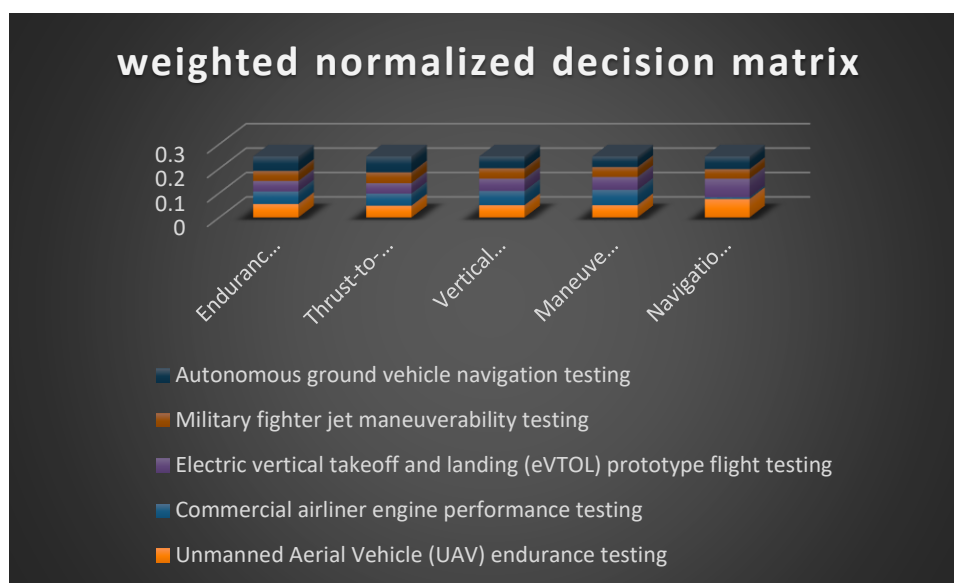 weighted normalized decision matrix
0.3
0.2
0.1
0
Enduranc...
Thrust-to-...
Vertical...
Maneuve...
Navigatio...
Autonomous ground vehicle navigation testing
Military fighter jet maneuverability testing
Electric vertical takeoff and landing (eVTOL) prototype flight testing
Commercial airliner engine performance testing
Unmanned Aerial Vehicle (UAV) endurance testing